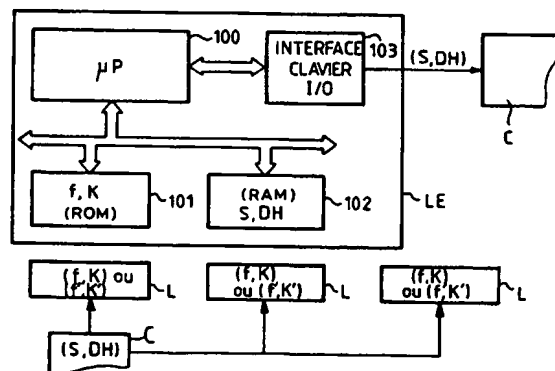 100
µP
INTERFACE
CLAVIER
I/O
103
(S,DH)
C
f, K
(ROM)
101
(RAM)
S,DH
102
LE
(f,K) ou
(f',K')
L
(f,K)
ou (f',K')
L
(f,K)
ou (f',K')
L
(S,DH)
C